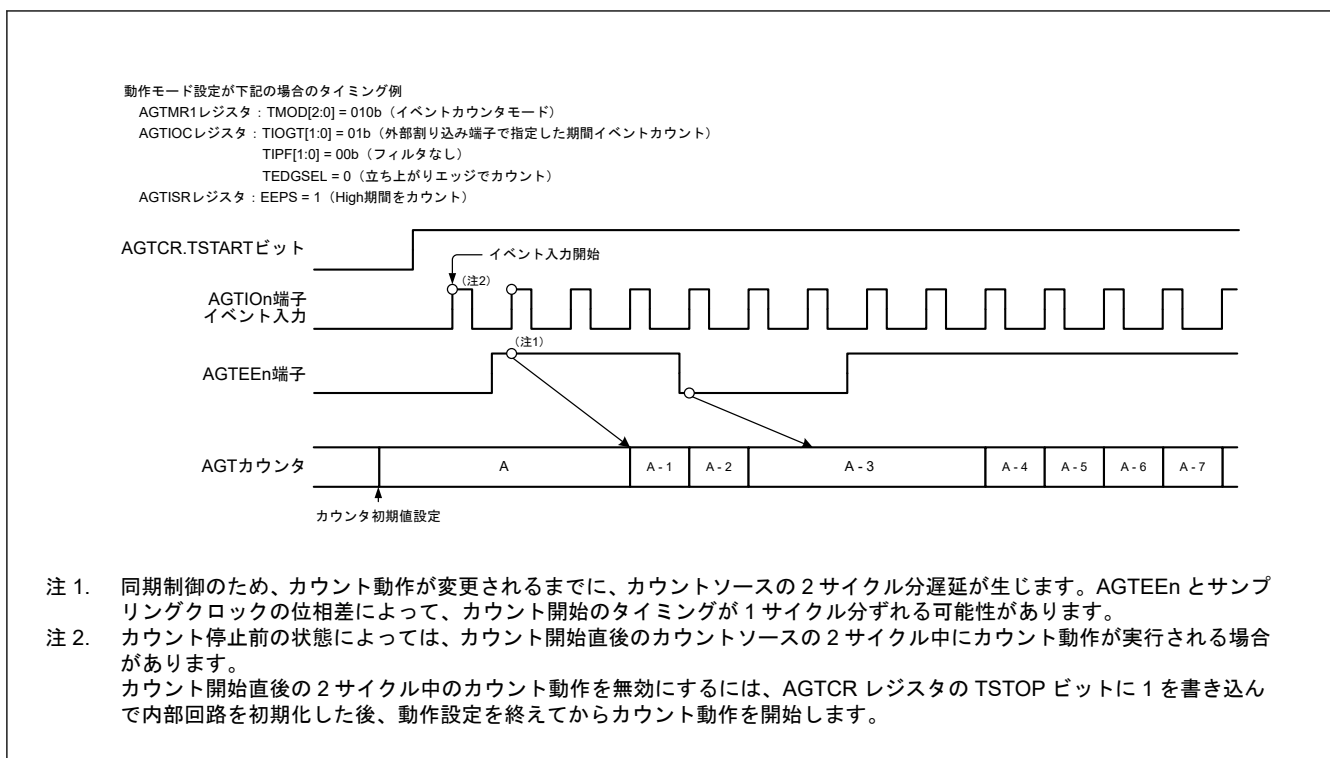 動作モード設定が下記の場合のタイミング例
AGTMR1レジスタ：TMOD[2:0] = 010b（イベントカウンタモード）
AGTIOCレジスタ：TIOGT[1:0] = 01b（外部割り込み端子で指定した期間イベントカウント）
TIPF[1:0] = 00b（フィルタなし）
TEDGSEL = 0（立ち上がりエッジでカウント）
AGTISRレジスタ：EEPS = 1（High期間をカウント）
AGTCR.TSTARTビット
イベント入力開始
（注2）
AGTIOn端子
イベント入力
（注1）
AGTEEn端子
AGTカウンタ
A
A - 1
A - 2
A - 3
A - 4
A - 5
A - 6
A - 7
カウンタ初期値設定
注 1. 同期制御のため、カウント動作が変更されるまでに、カウントソースの 2 サイクル分遅延が生じます。AGTEEn とサンプ
リングクロックの位相差によって、カウント開始のタイミングが 1 サイクル分ずれる可能性があります。
注 2. カウント停止前の状態によっては、カウント開始直後のカウントソースの 2 サイクル中にカウント動作が実行される場合
があります。
カウント開始直後の 2 サイクル中のカウント動作を無効にするには、AGTCR レジスタの TSTOP ビットに 1 を書き込ん
で内部回路を初期化した後、動作設定を終えてからカウント動作を開始します。